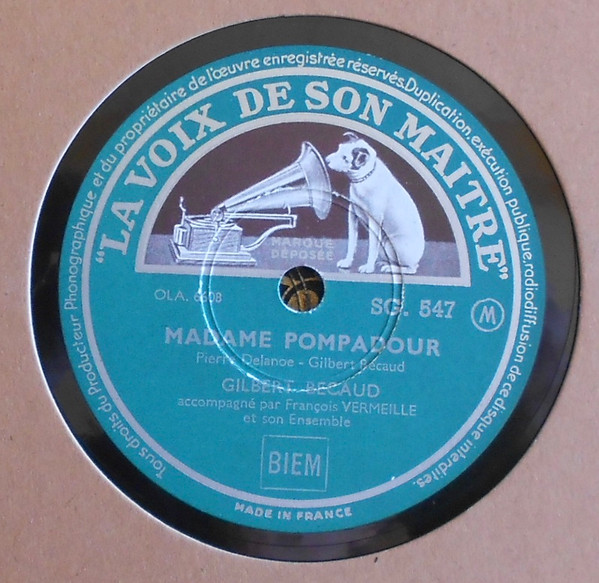 Tous droits du Producteur Phonographique et du propriétaire de l'œuvre enregistrée réservés. Duplication, exécution publique, radiodiffusion de ce disque interdites.
"LA VOIX DE SON MAITRE"
MARQUE
DÉPOSÉE
OLA. 6608
SG. 547 M
MADAME POMPADOUR
Pierre Delanoe - Gilbert Bécaud
GILBERT BECAUD
accompagné par François VERMEILLE
et son Ensemble
BIEM
MADE IN FRANCE